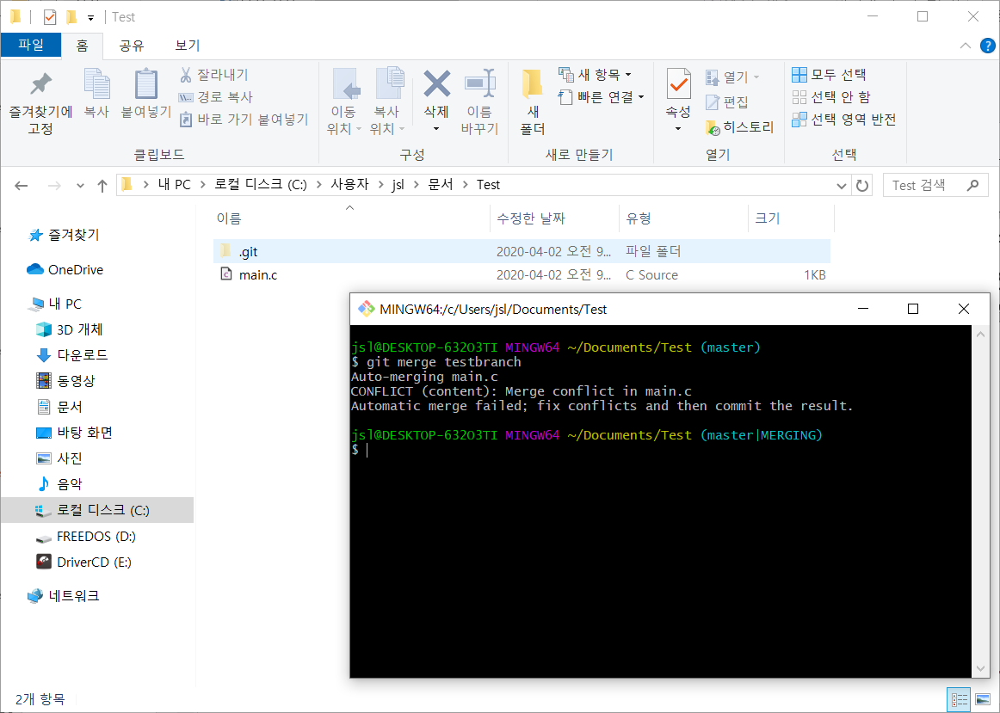 Test
파일 홈 공유 보기
즐겨찾기에 고정
복사
붙여넣기
잘라내기
경로 복사
바로 가기 붙여넣기
클립보드
이동 위치
복사 위치
삭제
이름 바꾸기
구성
새 폴더
새 항목
빠른 연결
새로 만들기
속성
열기
편집
히스토리
열기
모두 선택
선택 안 함
선택 영역 반전
선택
내 PC > 로컬 디스크 (C:) > 사용자 > jsl > 문서 > Test
Test 검색
이름 수정한 날짜 유형 크기
.git 2020-04-02 오전 9... 파일 폴더
main.c 2020-04-02 오전 9... C Source 1KB
즐겨찾기
OneDrive
내 PC
3D 개체
다운로드
동영상
문서
바탕 화면
사진
음악
로컬 디스크 (C:)
FREEDOS (D:)
DriverCD (E:)
네트워크
2개 항목
MINGW64:/c/Users/jsl/Documents/Test
jsl@DESKTOP-632O3TI MINGW64 ~/Documents/Test (master)
$ git merge testbranch
Auto-merging main.c
CONFLICT (content): Merge conflict in main.c
Automatic merge failed; fix conflicts and then commit the result.
jsl@DESKTOP-632O3TI MINGW64 ~/Documents/Test (master|MERGING)
$